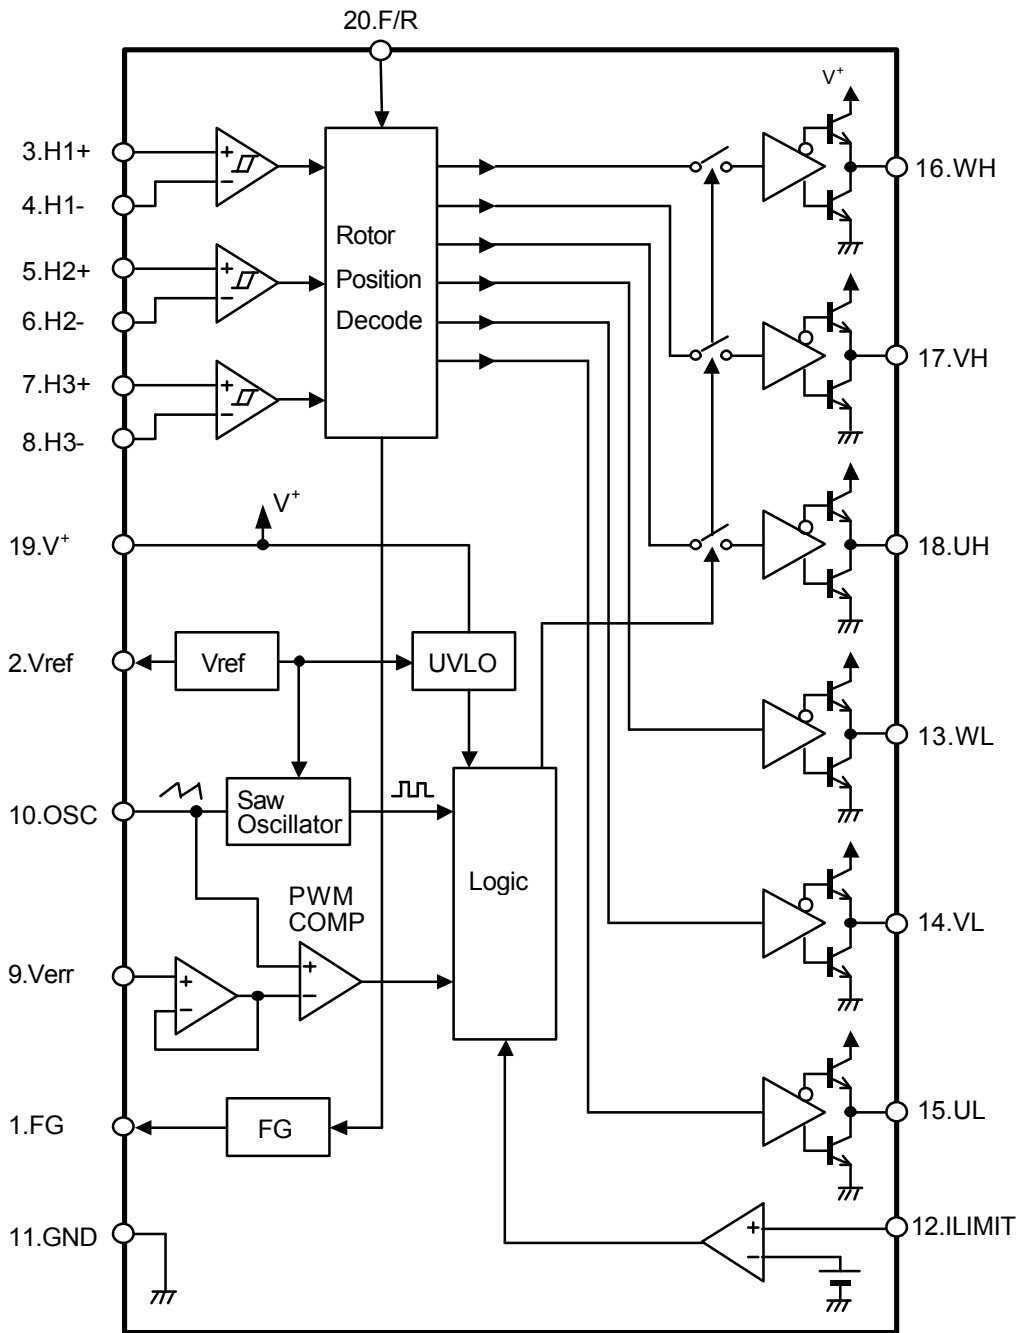 20.F/R
V+
3.H1+
4.H1-
5.H2+
6.H2-
7.H3+
8.H3-
Rotor
Position
Decode
16.WH
17.VH
18.UH
19.V+
V+
2.Vref
Vref
UVLO
13.WL
10.OSC
Saw
Oscillator
Logic
PWM
COMP
9.Verr
14.VL
1.FG
FG
15.UL
11.GND
12.ILIMIT